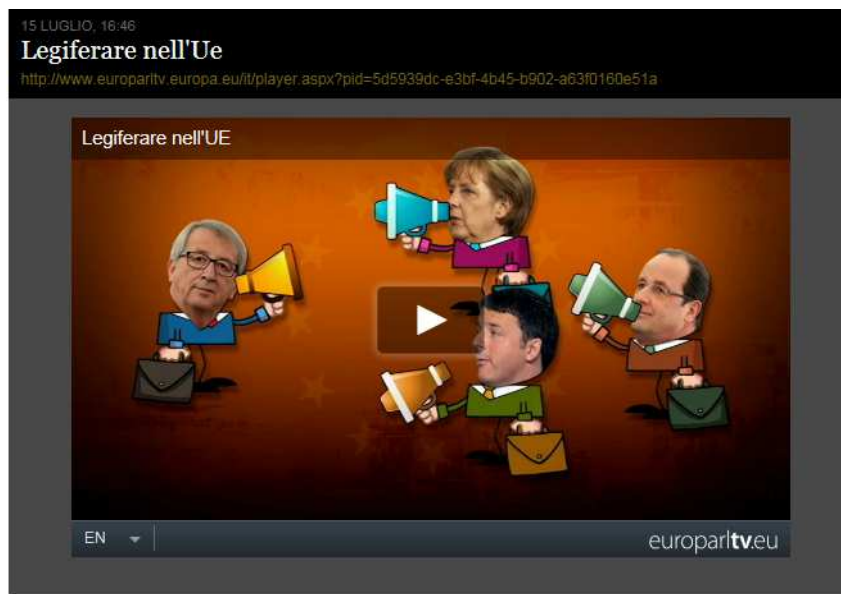 15 LUGLIO, 16:46
Legiferare nell'Ue
http://www.europarltv.europa.eu/it/player.aspx?pid=5d5939dc-e3bf-4b45-b902-a63f0160e51a
Legiferare nell'UE
EN
europarltv.eu